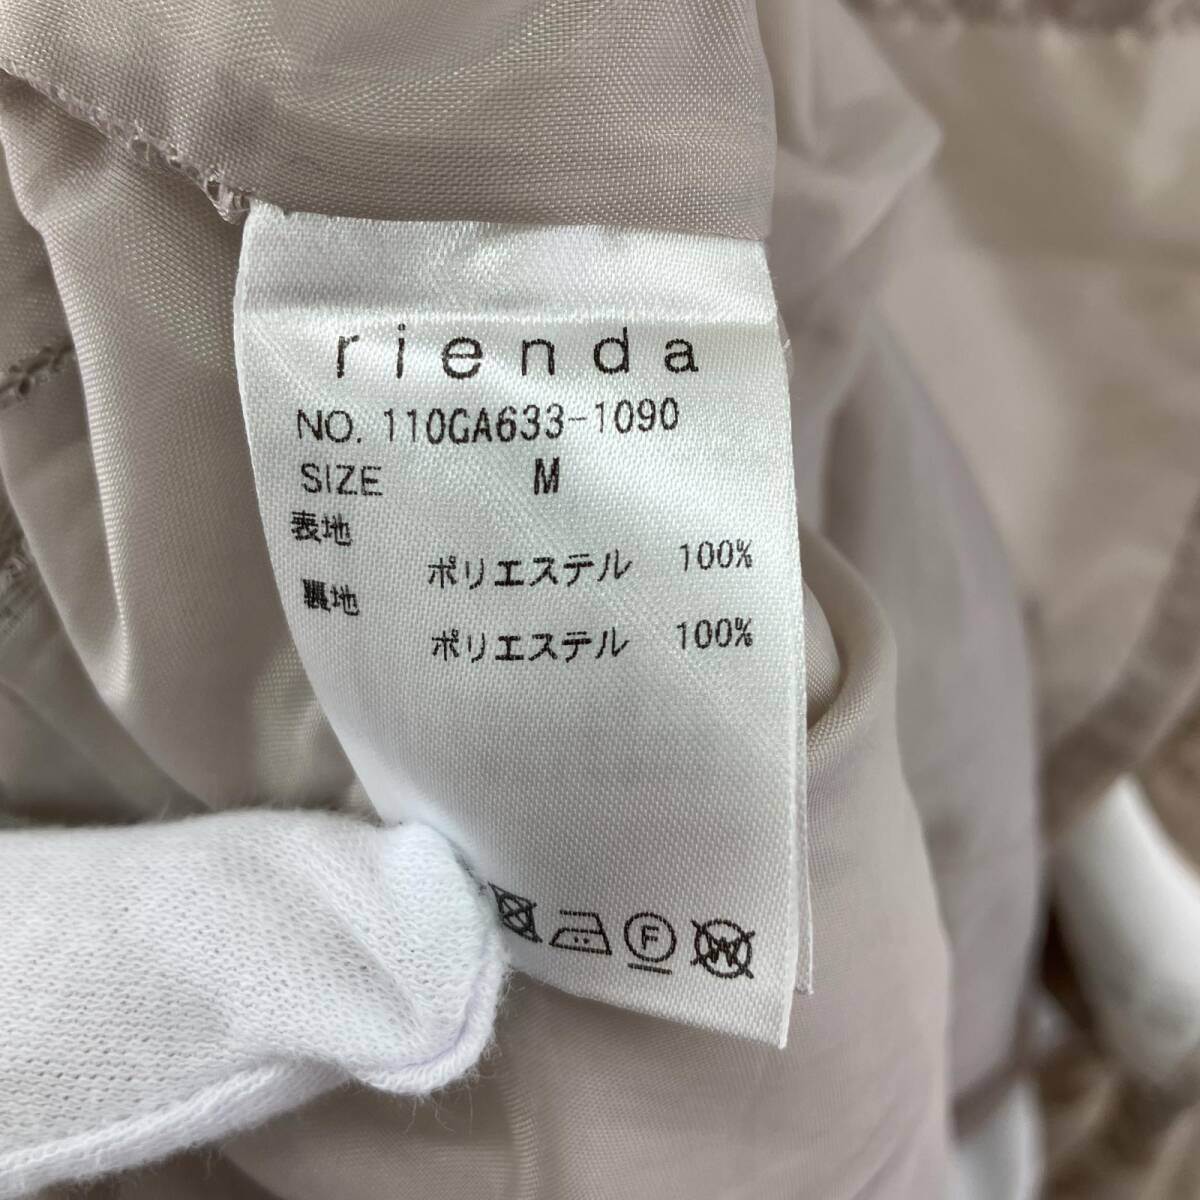 rienda
NO. 110GA633-1090
SIZE M
表地
ポリエステル 100%
裏地
ポリエステル 100%
F
W